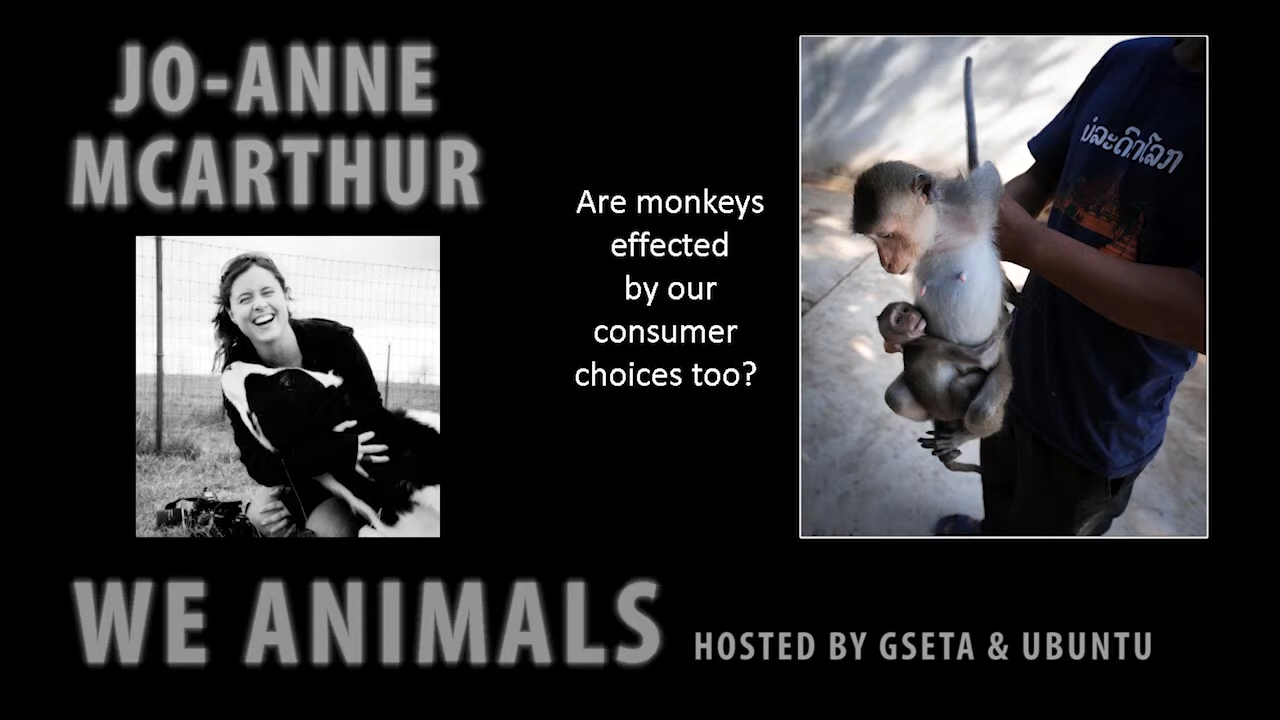 JO-ANNE
MCARTHUR
Are monkeys
effected
by our
consumer
choices too?
WE ANIMALS
HOSTED BY GSETA & UBUNTU